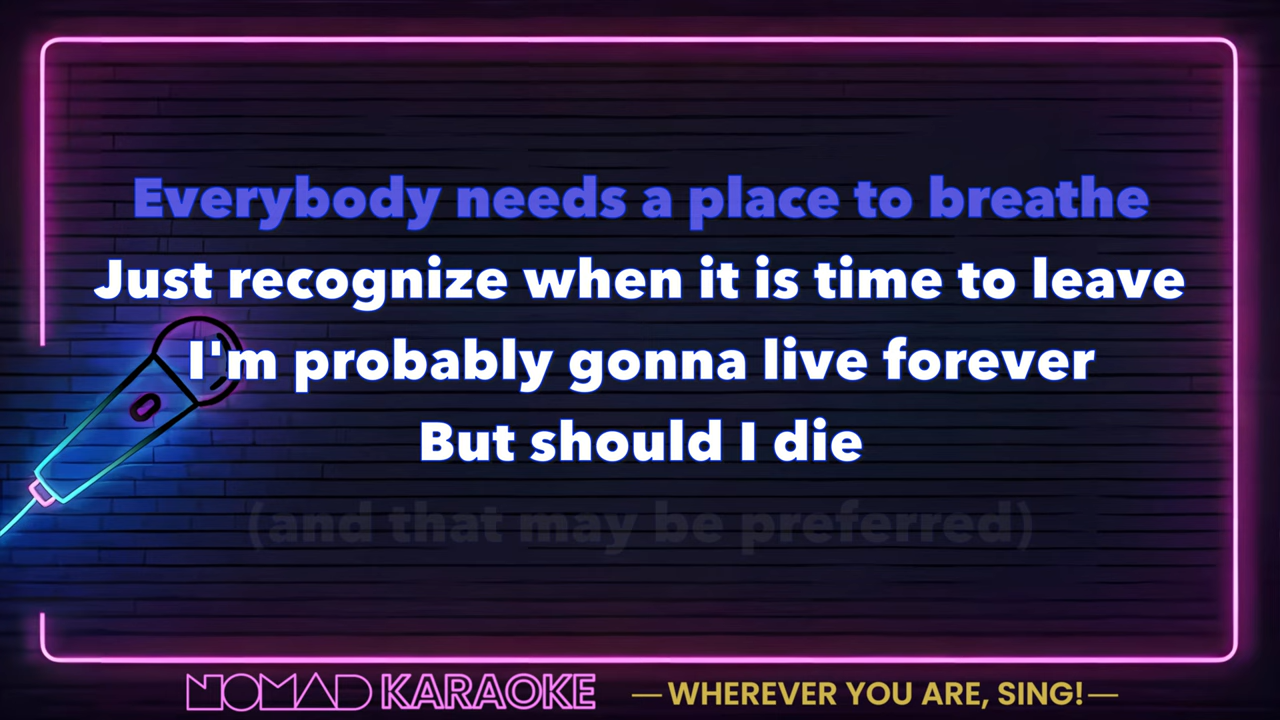 Everybody needs a place to breathe
Just recognize when it is time to leave
I'm probably gonna live forever
But should I die
(and that may be preferred)
NOMAD KARAOKE —WHEREVER YOU ARE, SING!—